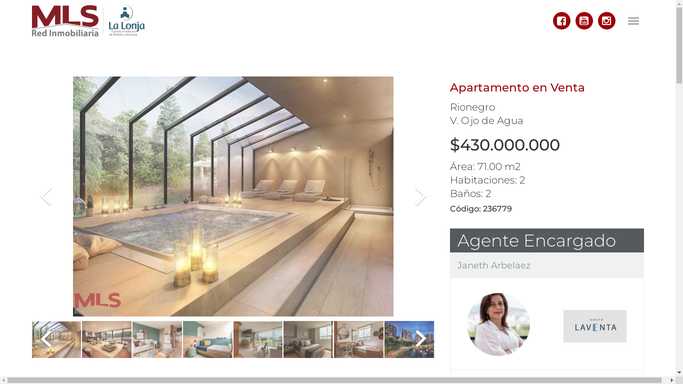 MLS
Red Inmobiliaria
La Lonja
Apartamento en Venta
Rionegro
V. Ojo de Agua
$430.000.000
Área: 71.00 m2
Habitaciones: 2
Baños: 2
Código: 236779
MLS
Agente Encargado
Janeth Arbelaez
LAVENTA